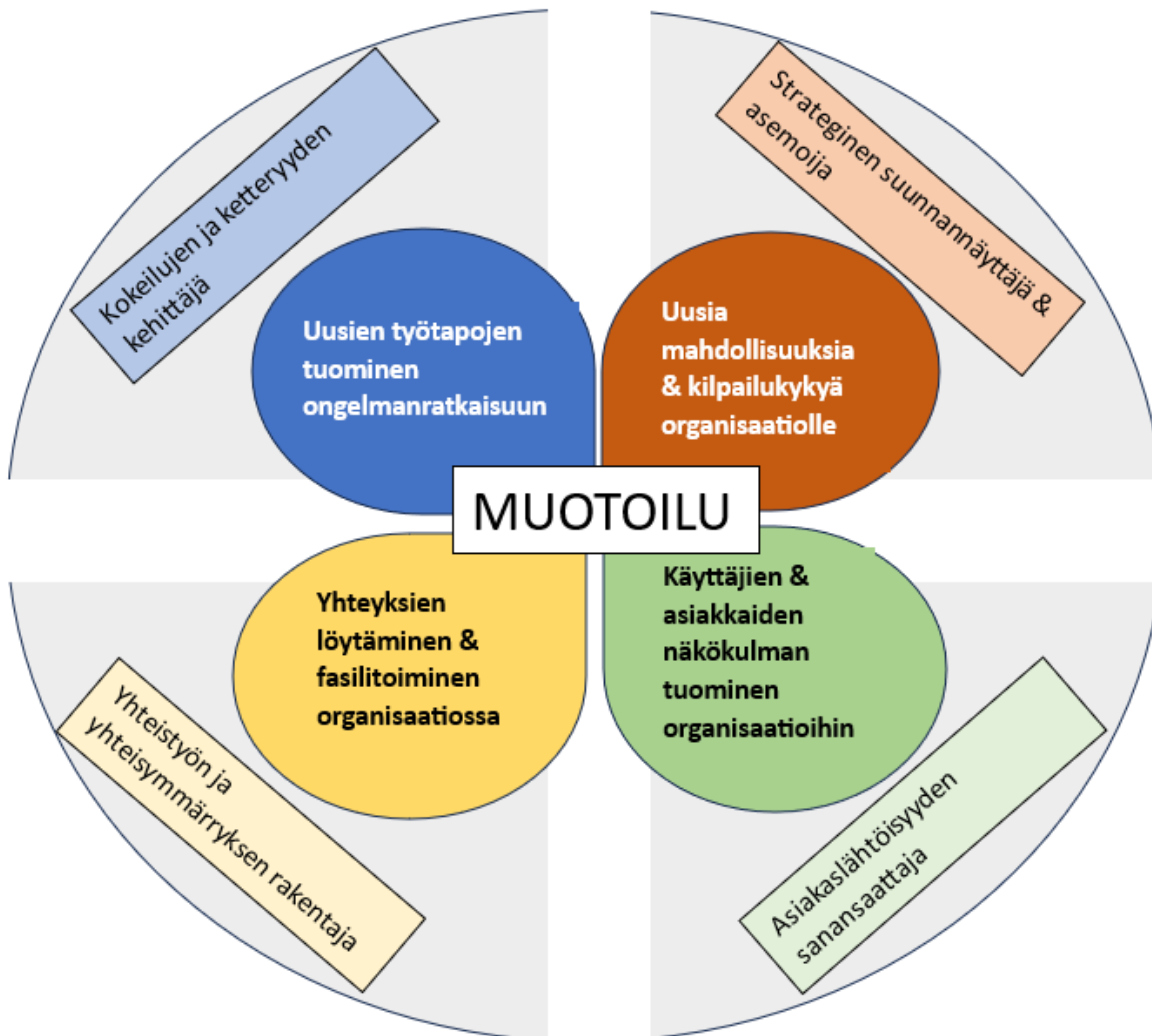 Kokeilujen ja ketteryyden
kehittäjä
Strateginen suunnannäyttäjä &
asemoija
Uusien työtapojen
tuominen
ongelmanratkaisuun
Uusia
mahdollisuuksia
& kilpailukykyä
organisaatiolle
MUOTOILU
Yhteyksien
löytäminen &
fasilitoiminen
organisaatiossa
Käyttäjien &
asiakkaiden
näkökulman
tuominen
organisaatioihin
Yhteistyön ja
yhteisymmärryksen rakentaja
Asiakaslähtöisyyden
sanansaattaja